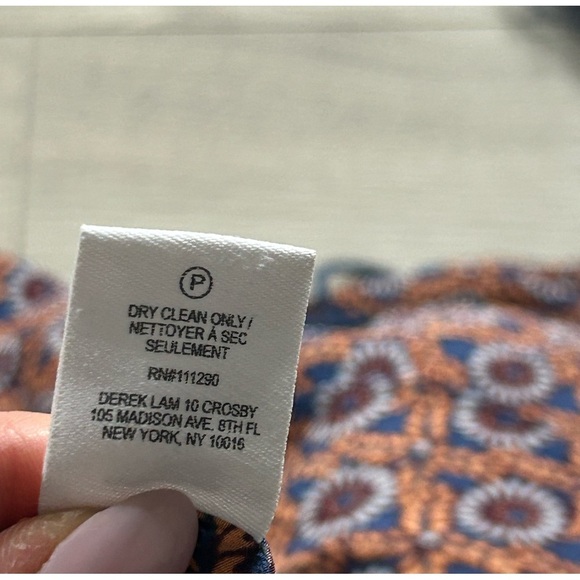 P
DRY CLEAN ONLY /
NETTOYER À SEC
SEULEMENT
RN#111290
DEREK LAM 10 CROSBY
105 MADISON AVE. 8TH FL
NEW YORK, NY 10016